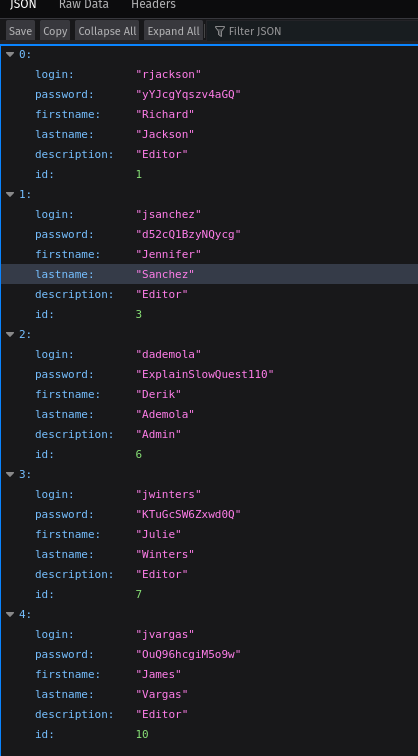 JSON Raw Data Headers
Save Copy Collapse All Expand All Filter JSON
0:
login: "rjackson"
password: "yYJcgYqszv4aGQ"
firstname: "Richard"
lastname: "Jackson"
description: "Editor"
id: 1
1:
login: "jsanchez"
password: "d52cQ1BzyNQycg"
firstname: "Jennifer"
lastname: "Sanchez"
description: "Editor"
id: 3
2:
login: "dademola"
password: "ExplainSlowQuest110"
firstname: "Derik"
lastname: "Ademola"
description: "Admin"
id: 6
3:
login: "jwinters"
password: "KTuGcSW6Zxwd0Q"
firstname: "Julie"
lastname: "Winters"
description: "Editor"
id: 7
4:
login: "jvargas"
password: "OuQ96hcgiM5o9w"
firstname: "James"
lastname: "Vargas"
description: "Editor"
id: 10